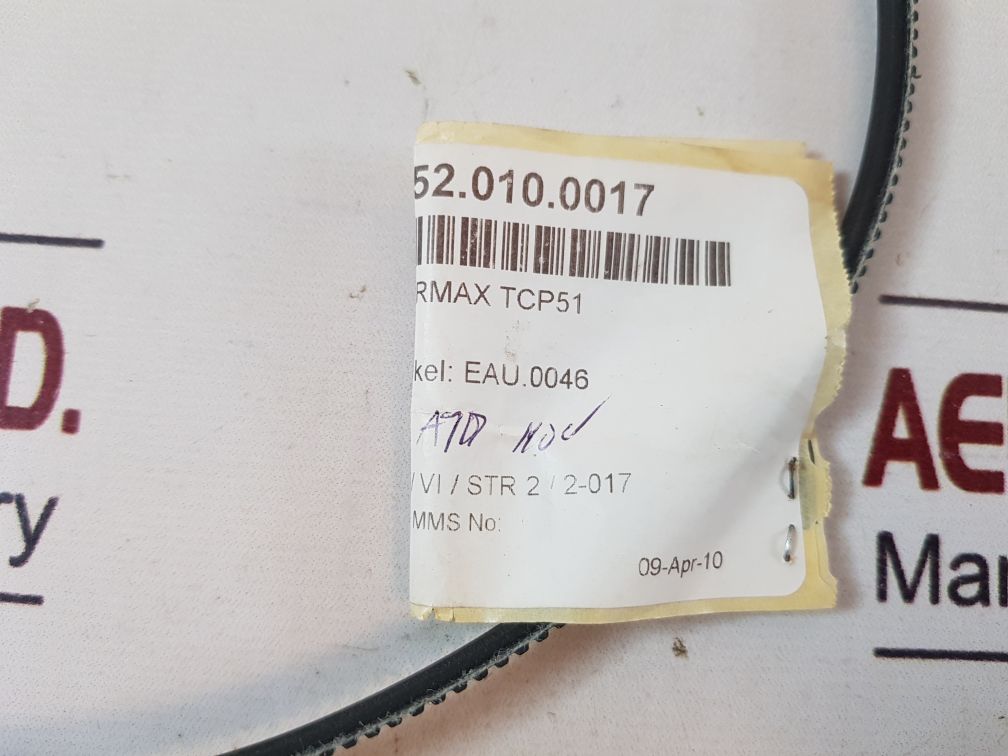 52.010.0017
RMAX TCP51
kel: EAU.0046
/ VI / STR 2 / 2-017
MMS No:
09-Apr-10
D.
ry
AE
Mar